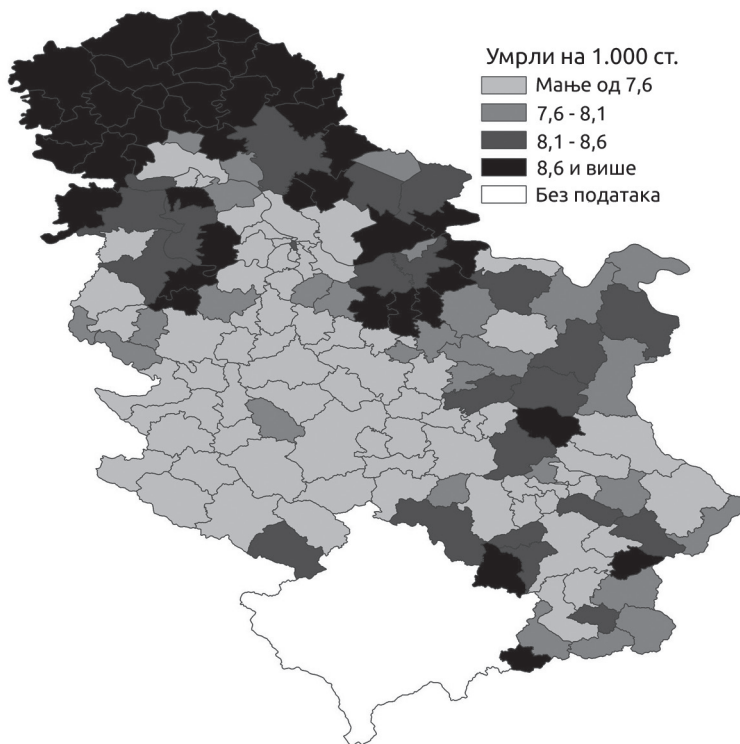 Умрли на 1.000 ст.
Мање од 7,6
7,6 - 8,1
8,1 - 8,6
8,6 и више
Без података